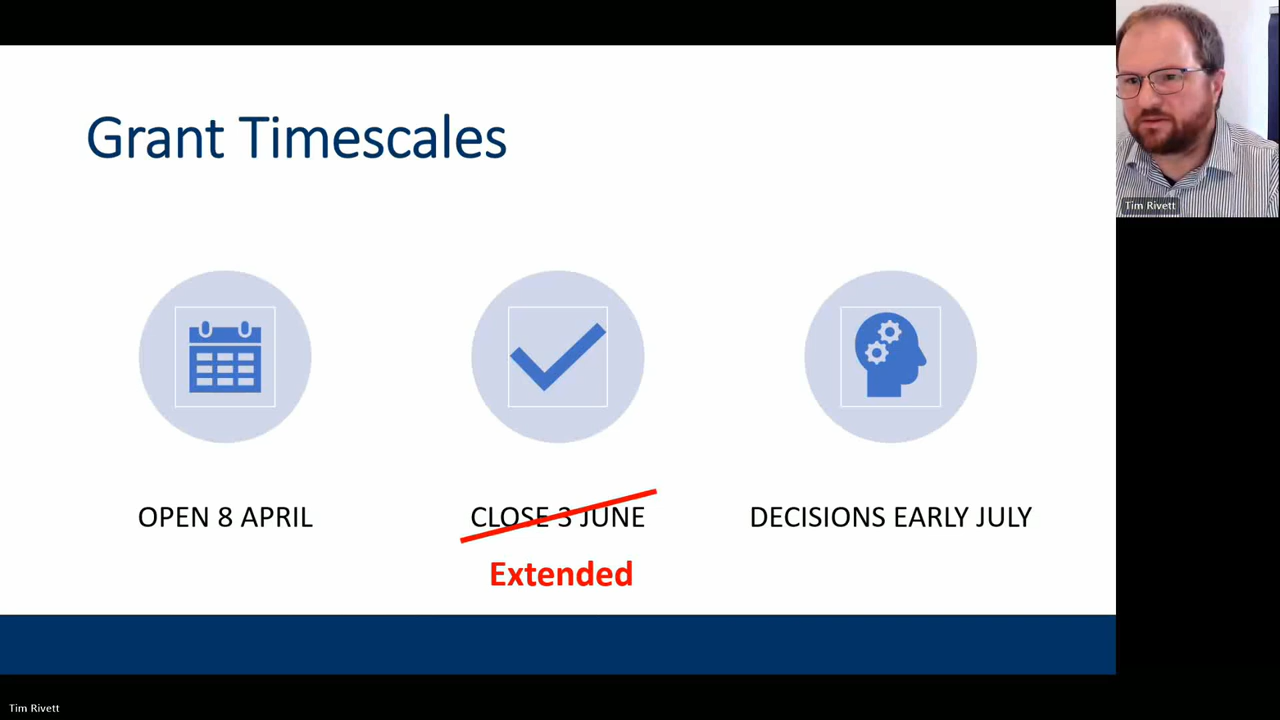 Grant Timescales
OPEN 8 APRIL
CLOSE 3 JUNE
DECISIONS EARLY JULY
Extended
Tim Rivett
Tim Rivett